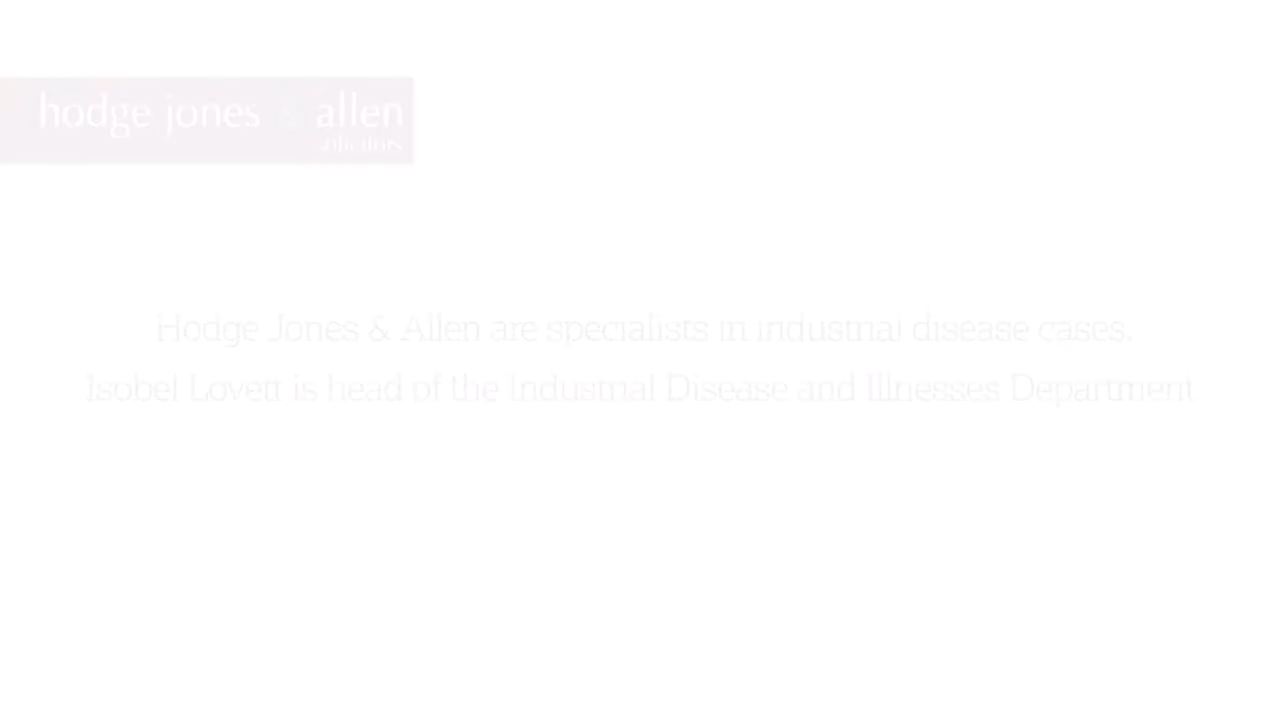 hodge jones & allen
solicitors
Hodge Jones & Allen are specialists in industrial disease cases.
Isobel Lovett is head of the Industrial Disease and Illnesses Department